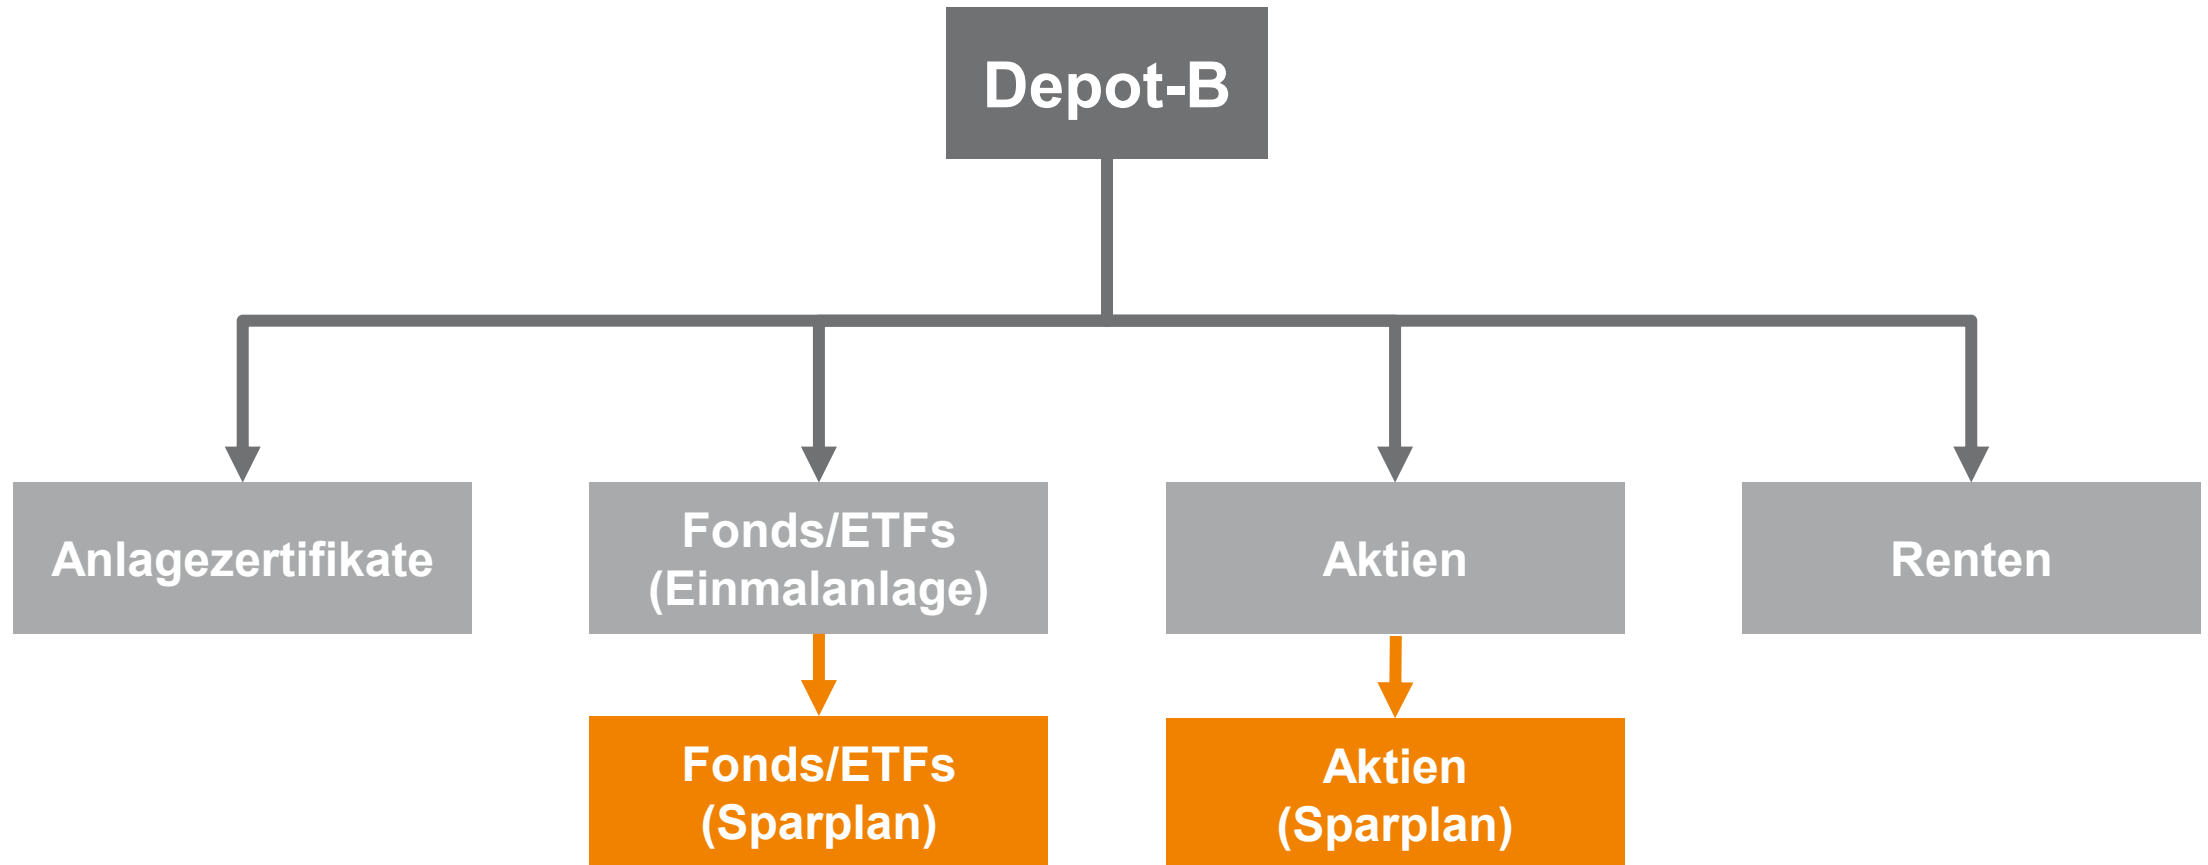 Depot-B
Anlagezertifikate
Fonds/ETFs
(Einmalanlage)
Aktien
Renten
Fonds/ETFs
(Sparplan)
Aktien
(Sparplan)